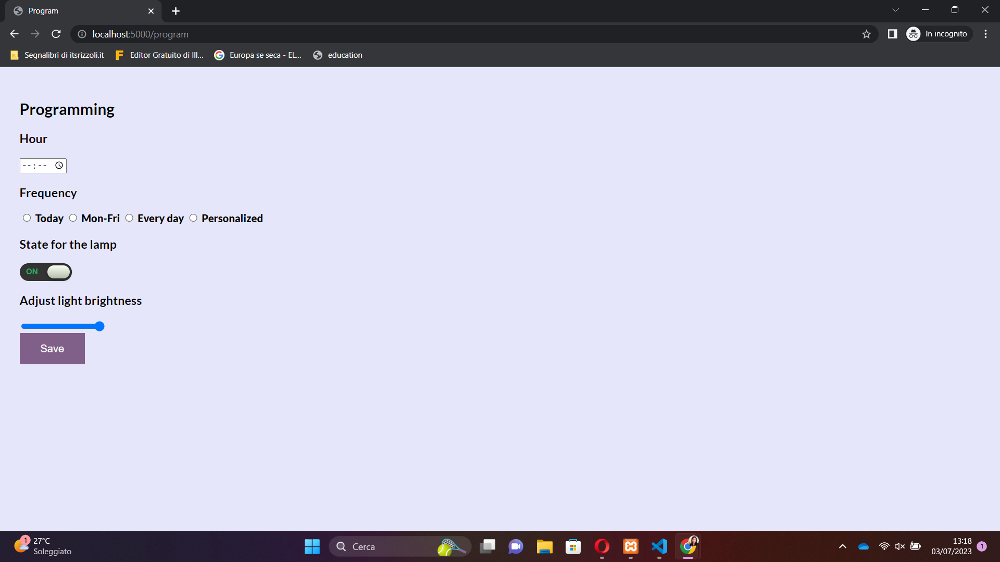 Program
localhost:5000/program
In incognito
Segnalibri di itsrizzoli.it
Editor Gratuito di Ill...
Europa se seca - EL...
education
Programming
Hour
--:--
Frequency
Today
Mon-Fri
Every day
Personalized
State for the lamp
ON
Adjust light brightness
Save
1
27°C
Soleggiato
Cerca
13:18
03/07/2023
1